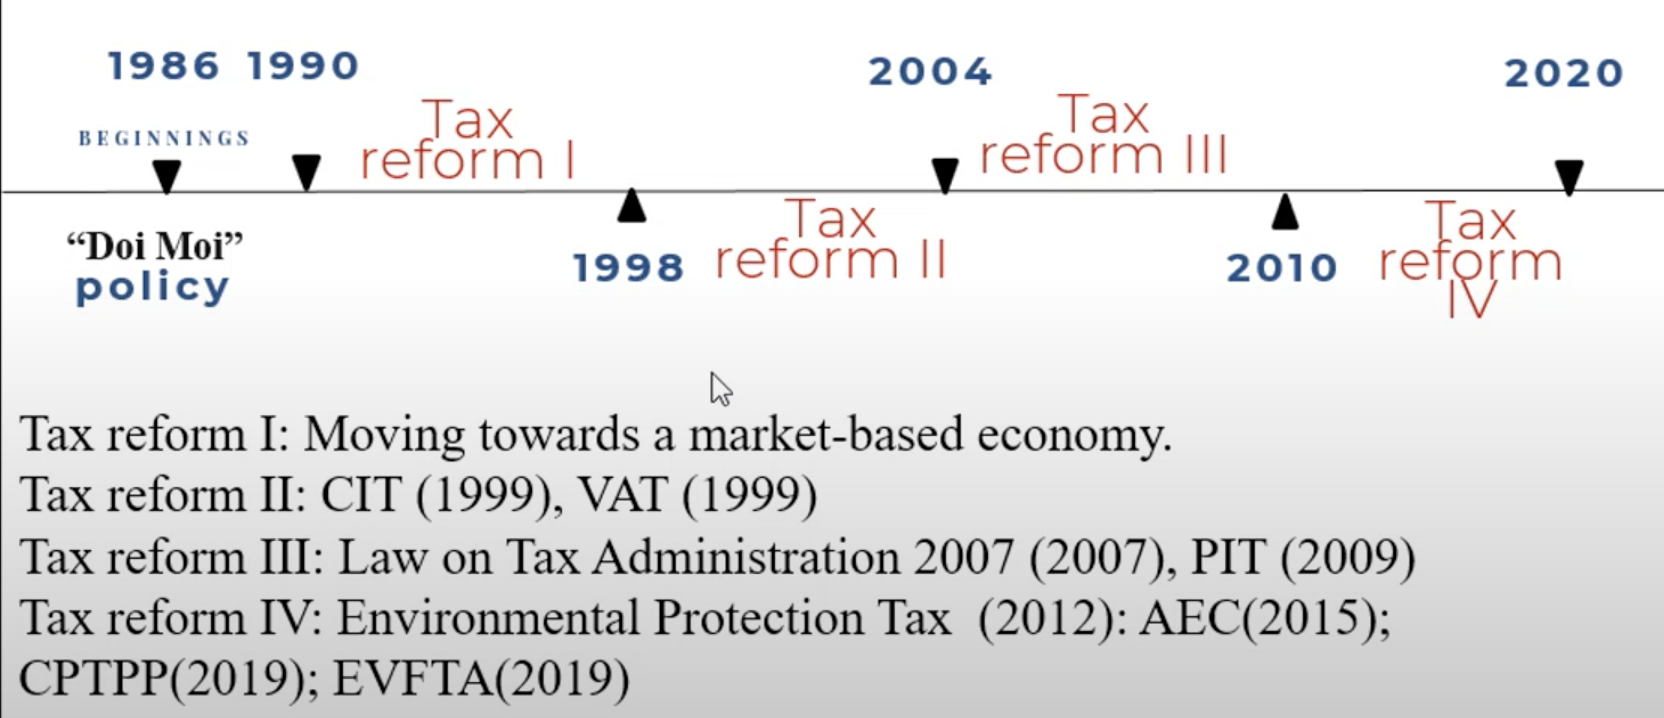 1986 1990 2004 2020
BEGINNINGS
Tax
reform I
Tax
reform III
"Doi Moi"
policy
1998
Tax
reform II
2010
Tax
reform
IV
Tax reform I: Moving towards a market-based economy.
Tax reform II: CIT (1999), VAT (1999)
Tax reform III: Law on Tax Administration 2007 (2007), PIT (2009)
Tax reform IV: Environmental Protection Tax (2012): AEC(2015);
CPTPP(2019); EVFTA(2019)